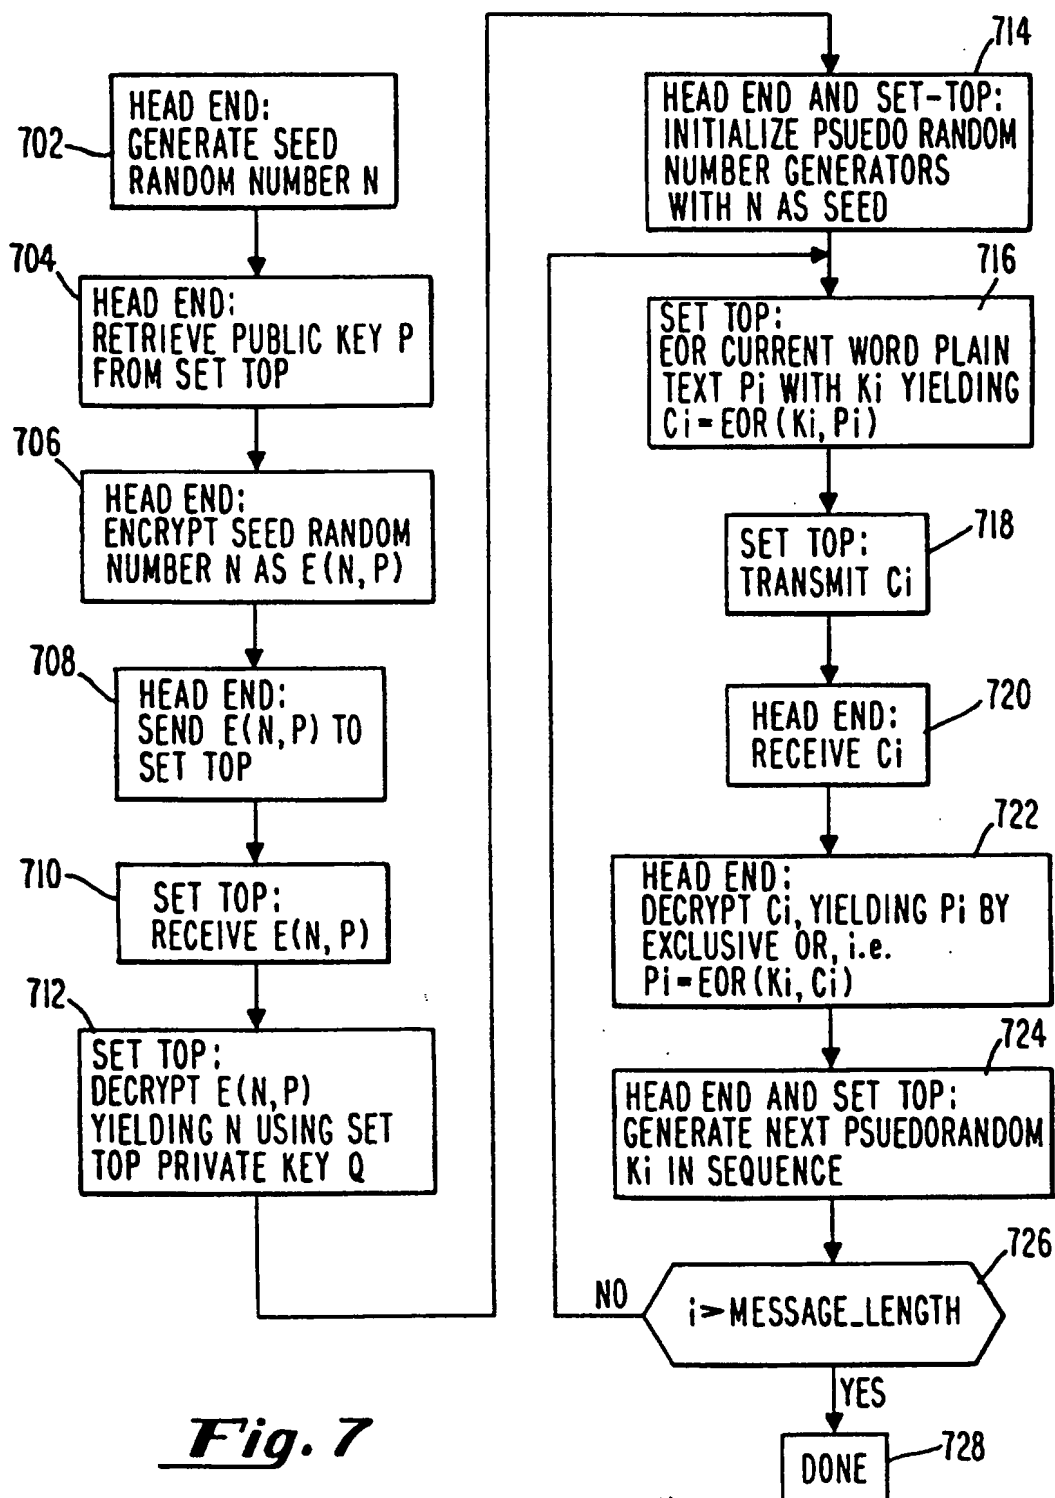 702
HEAD END:
GENERATE SEED
RANDOM NUMBER N
704
HEAD END:
RETRIEVE PUBLIC KEY P
FROM SET TOP
706
HEAD END:
ENCRYPT SEED RANDOM
NUMBER N AS E(N,P)
708
HEAD END:
SEND E(N,P) TO
SET TOP
710
SET TOP:
RECEIVE E(N,P)
712
SET TOP:
DECRYPT E(N,P)
YIELDING N USING SET
TOP PRIVATE KEY Q
714
HEAD END AND SET-TOP:
INITIALIZE PSUEDO RANDOM
NUMBER GENERATORS
WITH N AS SEED
716
SET TOP:
EOR CURRENT WORD PLAIN
TEXT Pi WITH Ki YIELDING
Ci=EOR(Ki,Pi)
718
SET TOP:
TRANSMIT Ci
720
HEAD END:
RECEIVE Ci
722
HEAD END:
DECRYPT Ci, YIELDING Pi BY
EXCLUSIVE OR, i.e.
Pi=EOR(Ki,Ci)
724
HEAD END AND SET TOP:
GENERATE NEXT PSUEDORANDOM
Ki IN SEQUENCE
726
i>MESSAGE_LENGTH
NO
YES
728
DONE
Fig. 7